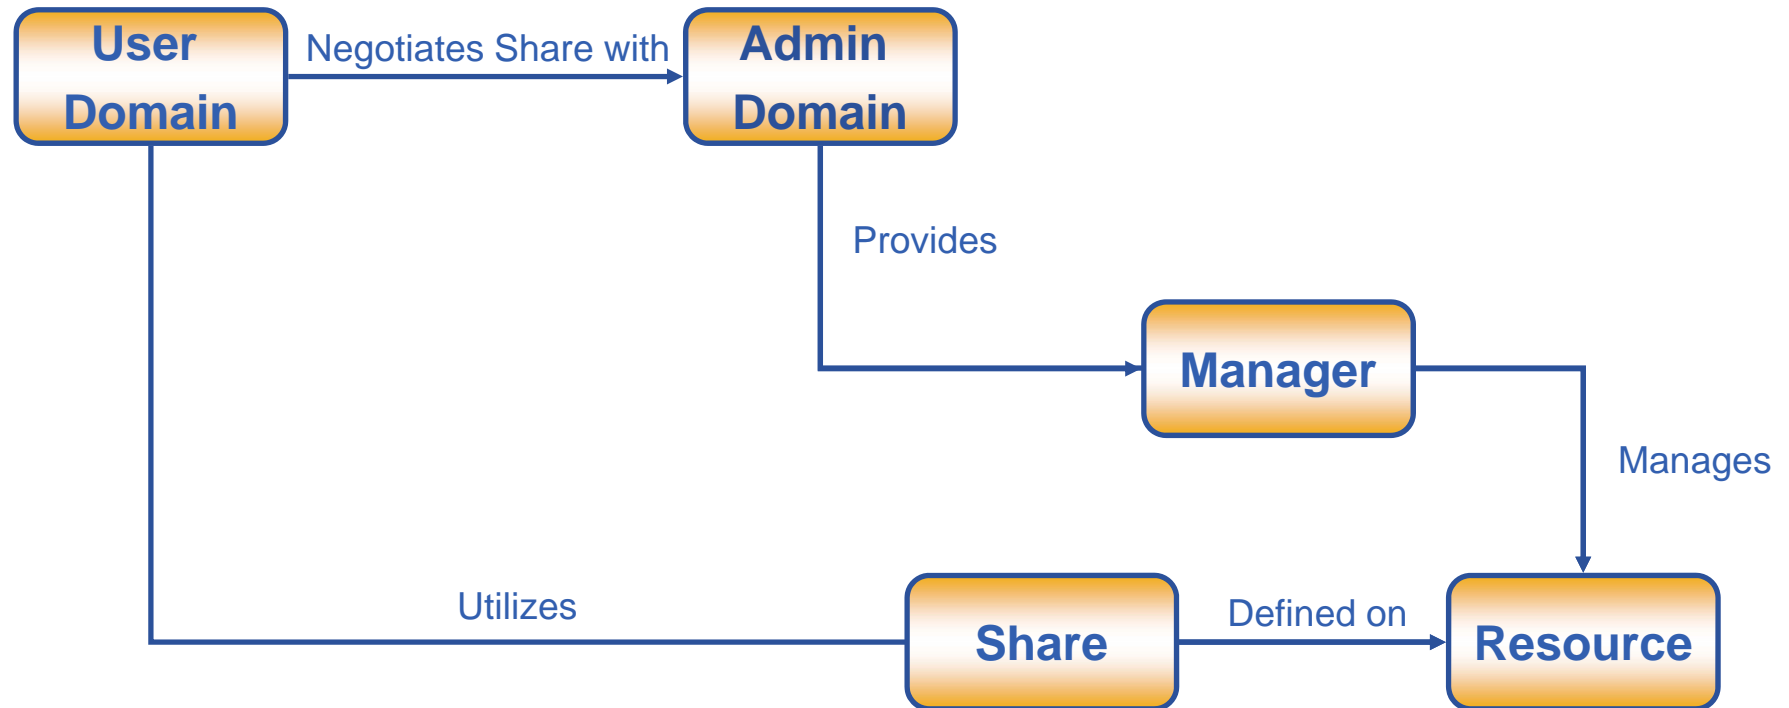 User
Domain
Negotiates Share with
Admin
Domain
Provides
Manager
Manages
Utilizes
Share
Defined on
Resource